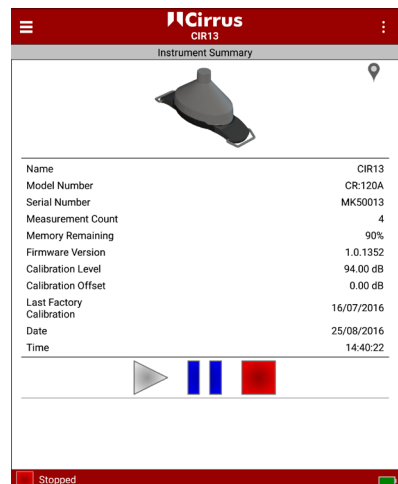 Cirrus
CIR13
Instrument Summary
Name CIR13
Model Number CR:120A
Serial Number MK50013
Measurement Count 4
Memory Remaining 90%
Firmware Version 1.0.1352
Calibration Level 94.00 dB
Calibration Offset 0.00 dB
Last Factory
Calibration 16/07/2016
Date 25/08/2016
Time 14:40:22
Stopped